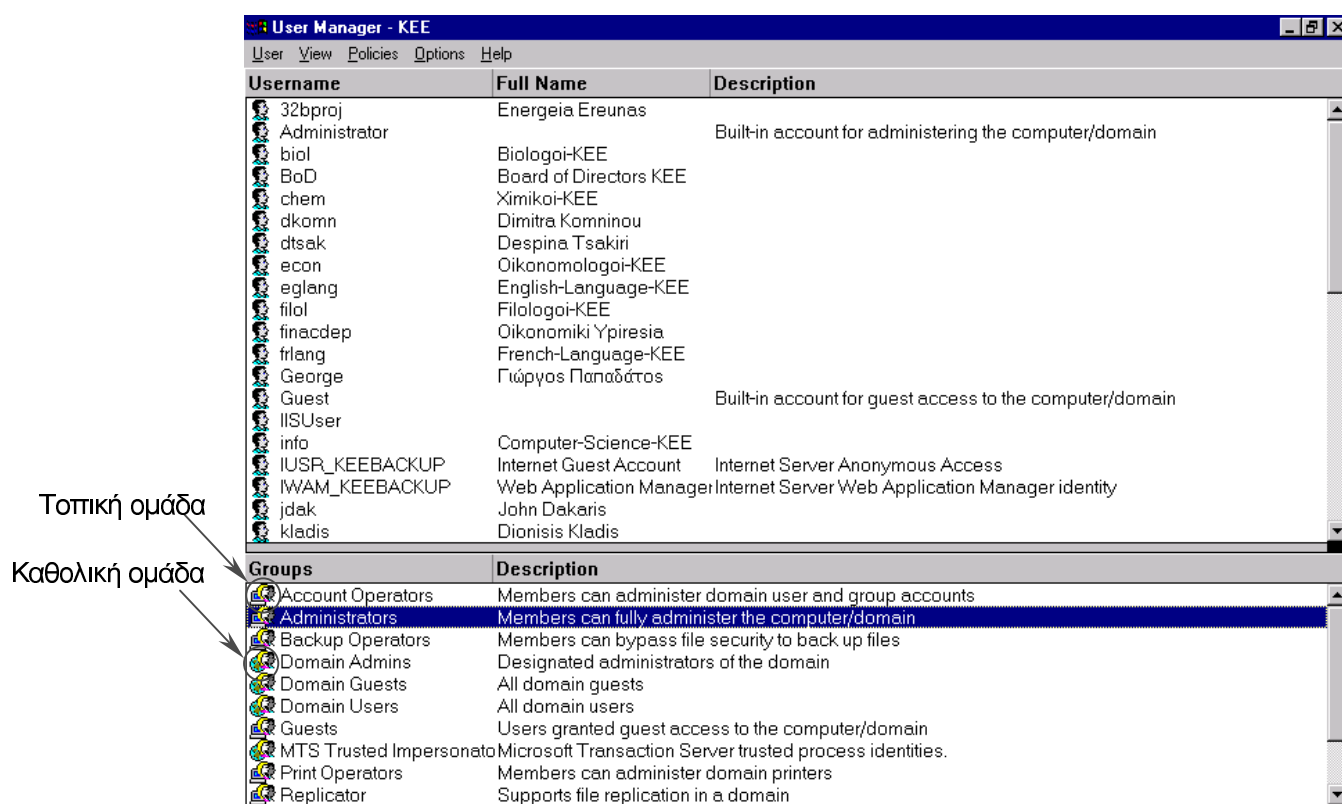 User Manager - KEE
User View Policies Options Help
Username Full Name Description
32bproj Energeia Ereunas
Administrator Built-in account for administering the computer/domain
biol Biologoi-KEE
BoD Board of Directors KEE
chem Ximikoi-KEE
dkomn Dimitra Komninou
dtsak Despina Tsakiri
econ Oikonomologoi-KEE
eglang English-Language-KEE
filol Filologoi-KEE
finacdep Oikonomiki Ypiresia
frlang French-Language-KEE
George Γιώργος Παπαδάτος
Guest Built-in account for guest access to the computer/domain
IISUser
info Computer-Science-KEE
IUSR_KEEBACKUP Internet Guest Account Internet Server Anonymous Access
IWAM_KEEBACKUP Web Application Manager Internet Server Web Application Manager identity
jdak John Dakaris
kladis Dionisis Kladis
Τοπική ομάδα
Καθολική ομάδα
Groups Description
Account Operators Members can administer domain user and group accounts
Administrators Members can fully administer the computer/domain
Backup Operators Members can bypass file security to back up files
Domain Admins Designated administrators of the domain
Domain Guests All domain guests
Domain Users All domain users
Guests Users granted guest access to the computer/domain
MTS Trusted Impersonato Microsoft Transaction Server trusted process identities.
Print Operators Members can administer domain printers
Replicator Supports file replication in a domain